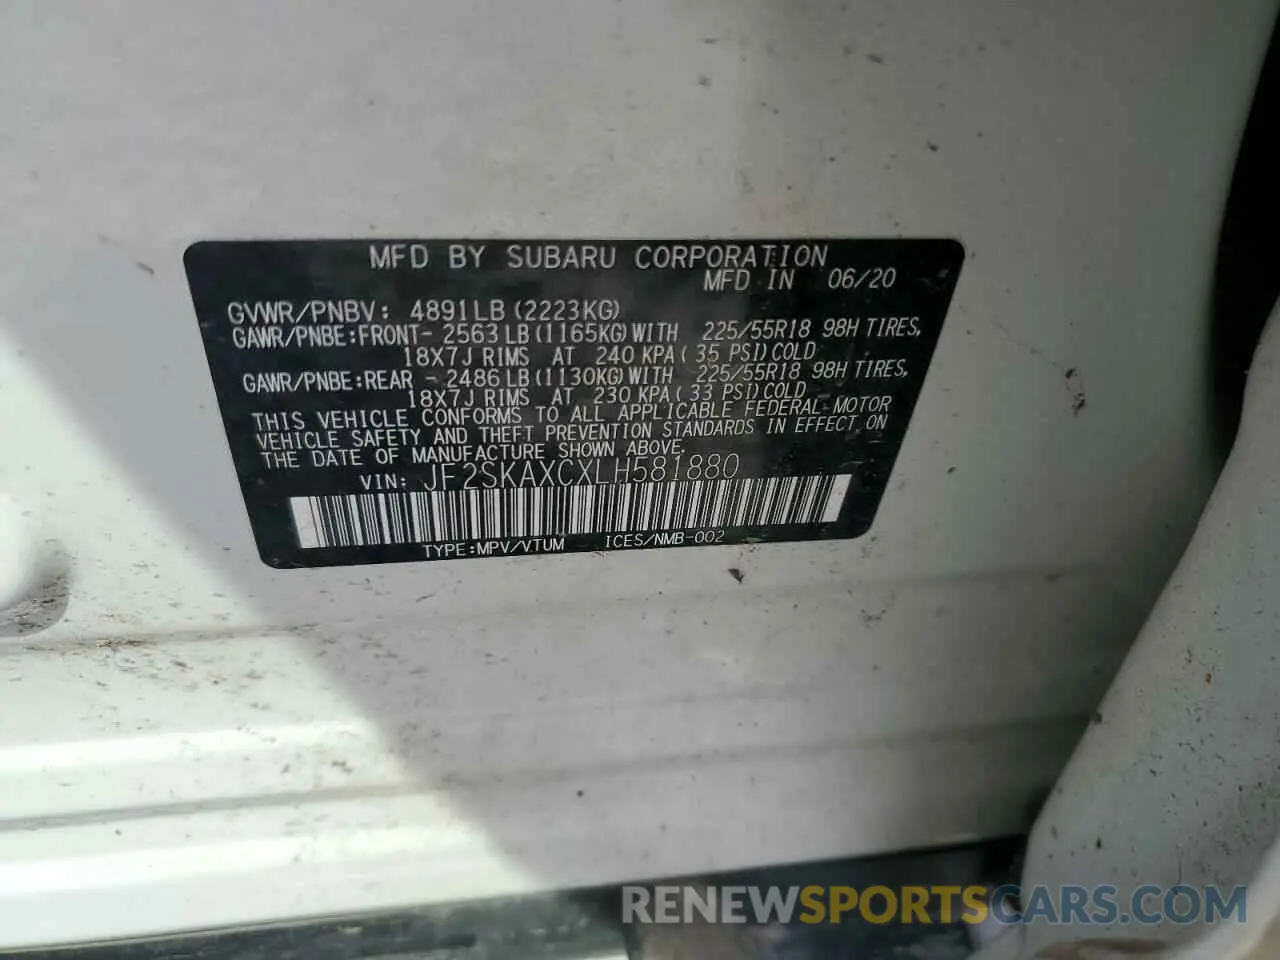 MFD BY SUBARU CORPORATION
MFD IN 06/20
GVWR/PNBV: 4891LB (2223KG)
GAWR/PNBE:FRONT- 2563 LB (1165KG) WITH 225/55R18 98H TIRES,
18X7J RIMS AT 240 KPA ( 35 PSI) COLD
GAWR/PNBE:REAR - 2486 LB (1130KG) WITH 225/55R18 98H TIRES,
18X7J RIMS AT 230 KPA ( 33 PSI) COLD
THIS VEHICLE CONFORMS TO ALL APPLICABLE FEDERAL MOTOR
VEHICLE SAFETY AND THEFT PREVENTION STANDARDS IN EFFECT ON
THE DATE OF MANUFACTURE SHOWN ABOVE.
VIN: JF2SKAXCXLH581880
TYPE:MPV/VTUM ICES/NMB-002
RENEWSPORTSCARS.COM